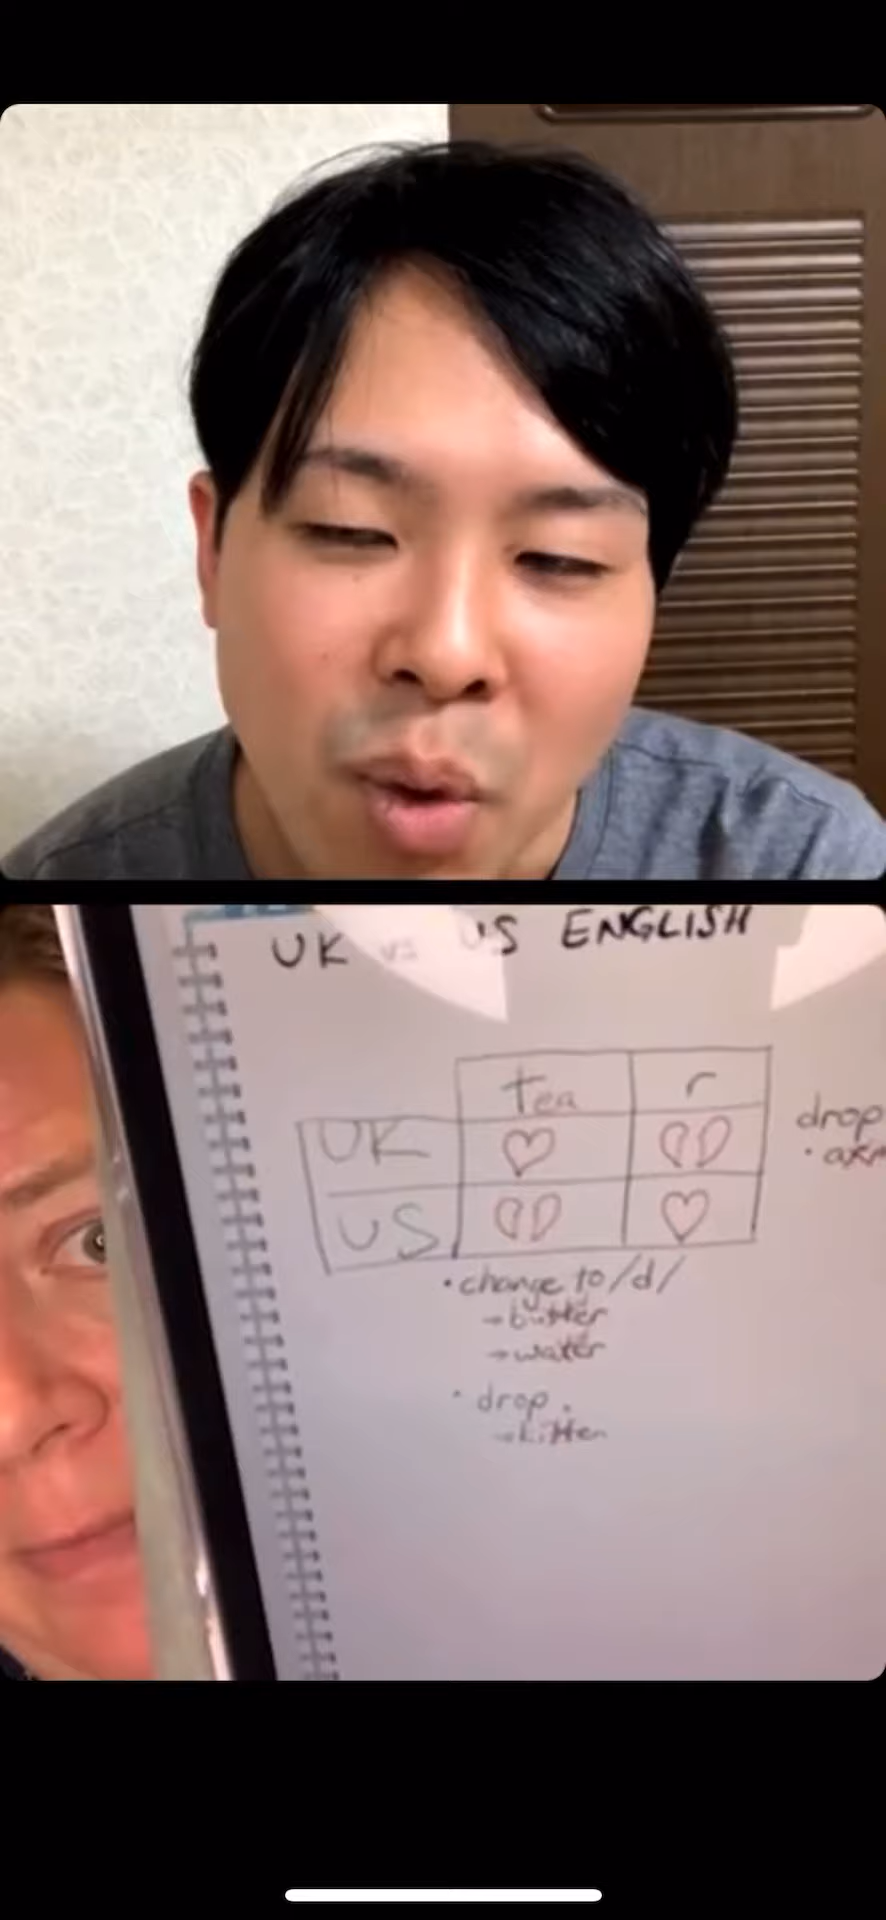 UK vs US ENGLISH
tea r
UK
US
drop
• change to /d/
→ butter
→ water
• drop
→ kitten